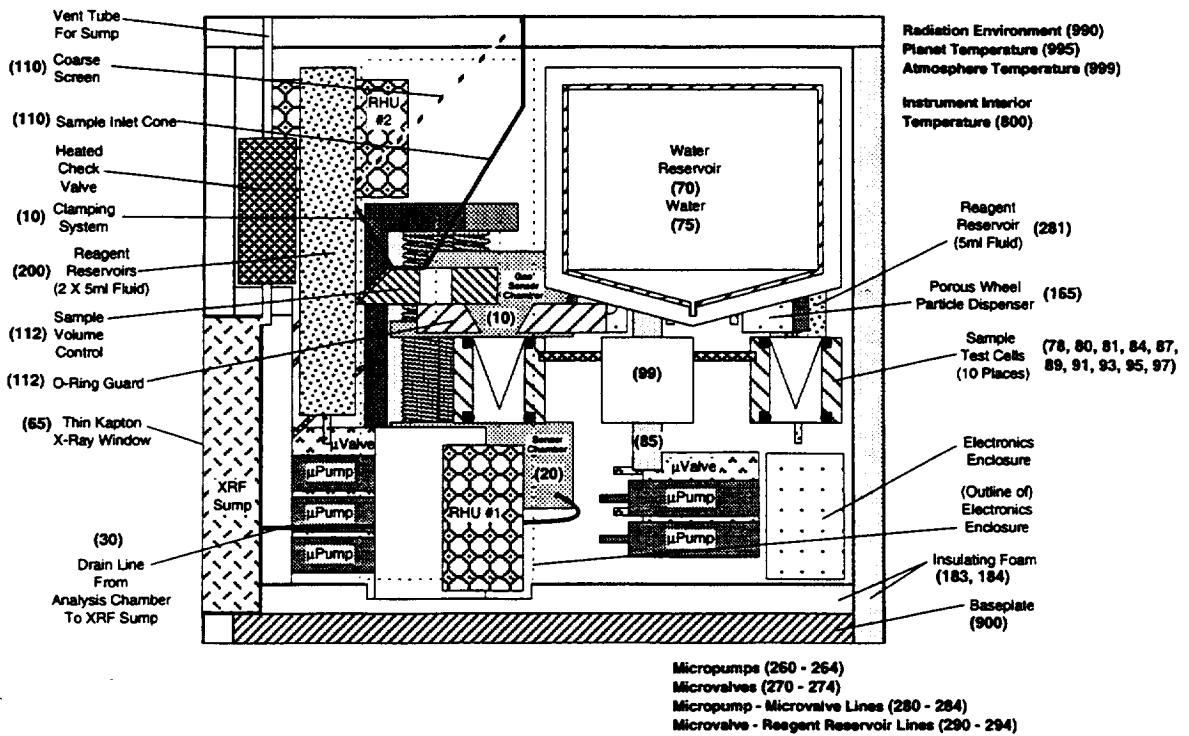 Vent Tube
For Sump
(110) Coarse
Screen
(110) Sample Inlet Cone
Heated
Check
Valve
(10) Clamping
System
(200) Reagent
Reservoirs
(2 X 5ml Fluid)
(112) Sample
Volume
Control
(112) O-Ring Guard
(65) Thin Kapton
X-Ray Window
XRF
Sump
(30)
Drain Line
From
Analysis Chamber
To XRF Sump
RHU
#2
Gas
Sensor
Chamber
(10)
Water
Reservoir
(70)
Water
(75)
(99)
(85)
Sensor
Chamber
(20)
RHU #1
µValve
µPump
µPump
µPump
µValve
µPump
µPump
Radiation Environment (990)
Planet Temperature (995)
Atmosphere Temperature (999)
Instrument Interior
Temperature (800)
Reagent
Reservoir (281)
(5ml Fluid)
Porous Wheel
Particle Dispenser (165)
Sample
Test Cells
(10 Places)
(78, 80, 81, 84, 87,
89, 91, 93, 95, 97)
Electronics
Enclosure
(Outline of)
Electronics
Enclosure
Insulating Foam
(183, 184)
Baseplate
(900)
Micropumps (260 - 264)
Microvalves (270 - 274)
Micropump - Microvalve Lines (280 - 284)
Microvalve - Reagent Reservoir Lines (290 - 294)